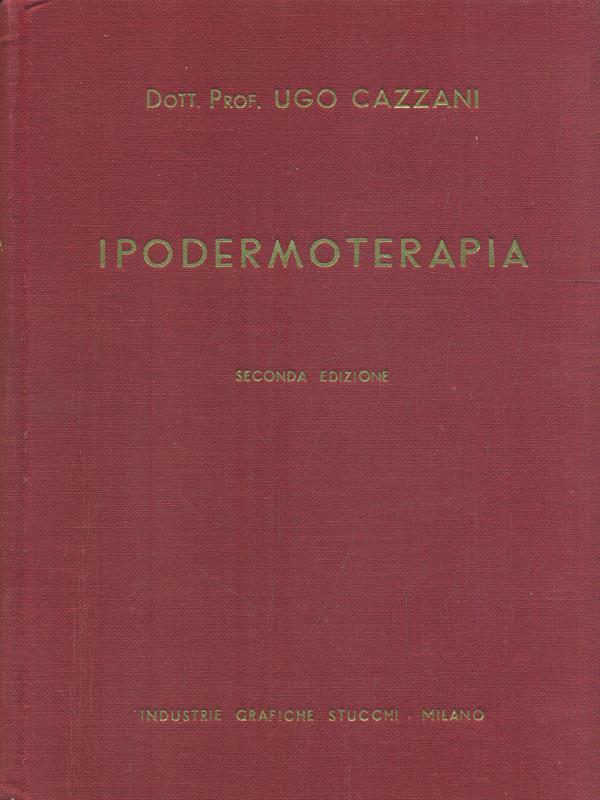 Dott. Prof. UGO CAZZANI
IPODERMOTERAPIA
SECONDA EDIZIONE
INDUSTRIE GRAFICHE STUCCHI - MILANO